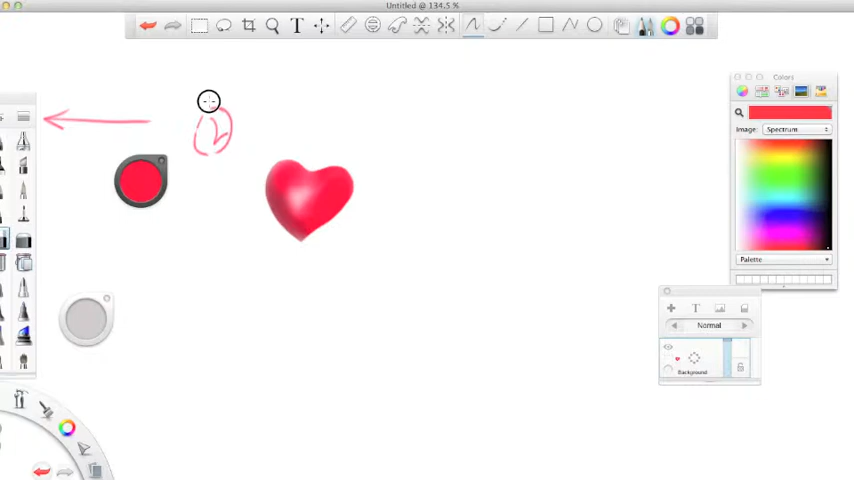 Untitled @ 134.5 %
T
Colors
Image: Spectrum
Palette
T
Normal
Background